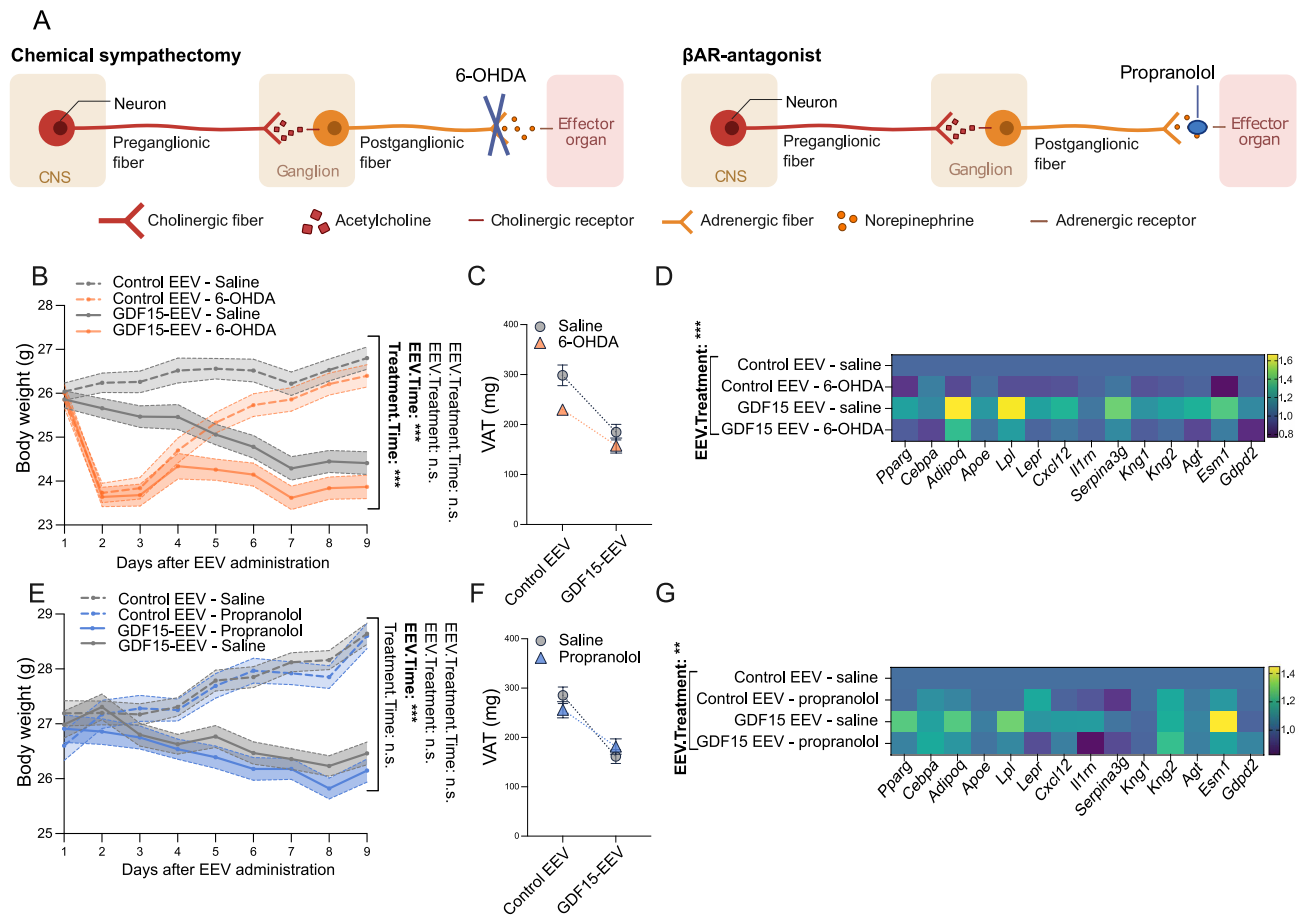 A
Chemical sympathectomy
βAR-antagonist
6-OHDA
Propranolol
Neuron
Neuron
Effector
organ
Effector
organ
Preganglionic
fiber
Postganglionic
fiber
Preganglionic
fiber
Postganglionic
fiber
Ganglion
Ganglion
CNS
CNS
Cholinergic fiber
Acetylcholine
Cholinergic receptor
Adrenergic fiber
Norepinephrine
Adrenergic receptor
B
Control EEV - Saline
Control EEV - 6-OHDA
GDF15-EEV - Saline
GDF15-EEV - 6-OHDA
Body weight (g)
28
27
26
25
24
23
1 2 3 4 5 6 7 8 9
Days after EEV administration
EEV.Treatment.Time: n.s.
EEV.Treatment: n.s.
EEV.Time: ***
Treatment.Time: ***
C
Saline
6-OHDA
VAT (mg)
400
300
200
100
0
Control EEV
GDF15-EEV
D
EEV.Treatment: ***
Control EEV - saline
Control EEV - 6-OHDA
GDF15 EEV - saline
GDF15 EEV - 6-OHDA
1.6
1.4
1.2
1.0
0.8
Pparg Cebpa Adipoq Apoe Lpl Lepr Cxcl12 Il1rn Serpina3g Kng1 Kng2 Agt Esm1 Gdpd2
E
Control EEV - Saline
Control EEV - Propranolol
GDF15-EEV - Propranolol
GDF15-EEV - Saline
Body weight (g)
29
28
27
26
25
1 2 3 4 5 6 7 8 9
Days after EEV administration
EEV.Treatment.Time: n.s.
EEV.Treatment: n.s.
EEV.Time: ***
Treatment.Time: n.s.
F
Saline
Propranolol
VAT (mg)
400
300
200
100
0
Control EEV
GDF15-EEV
G
EEV.Treatment: **
Control EEV - saline
Control EEV - propranolol
GDF15 EEV - saline
GDF15 EEV - propranolol
1.4
1.2
1.0
Pparg Cebpa Adipoq Apoe Lpl Lepr Cxcl12 Il1rn Serpina3g Kng1 Kng2 Agt Esm1 Gdpd2